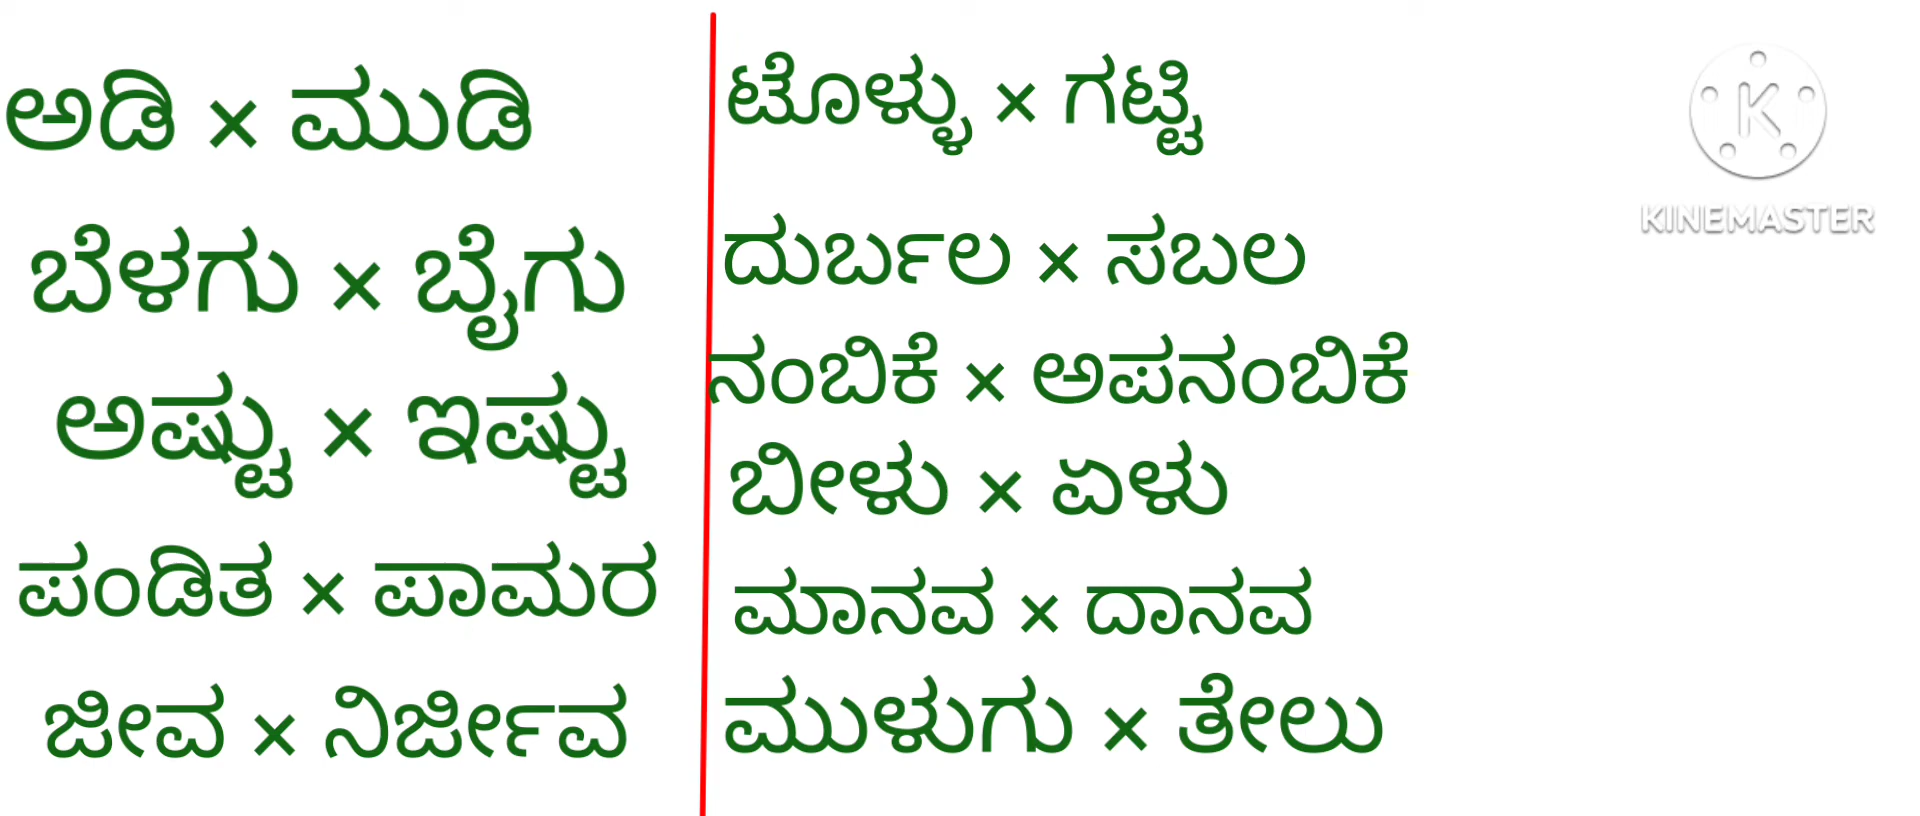 ಅಡಿ × ಮುಡಿ
ಬೆಳಗು × ಬೈಗು
ಅಷ್ಟು × ಇಷ್ಟು
ಪಂಡಿತ × ಪಾಮರ
ಜೀವ × ನಿರ್ಜೀವ
ಟೊಳ್ಳು × ಗಟ್ಟಿ
ದುರ್ಬಲ × ಸಬಲ
ನಂಬಿಕೆ × ಅಪನಂಬಿಕೆ
ಬೀಳು × ಏಳು
ಮಾನವ × ದಾನವ
ಮುಳುಗು × ತೇಲು
K
KINEMASTER